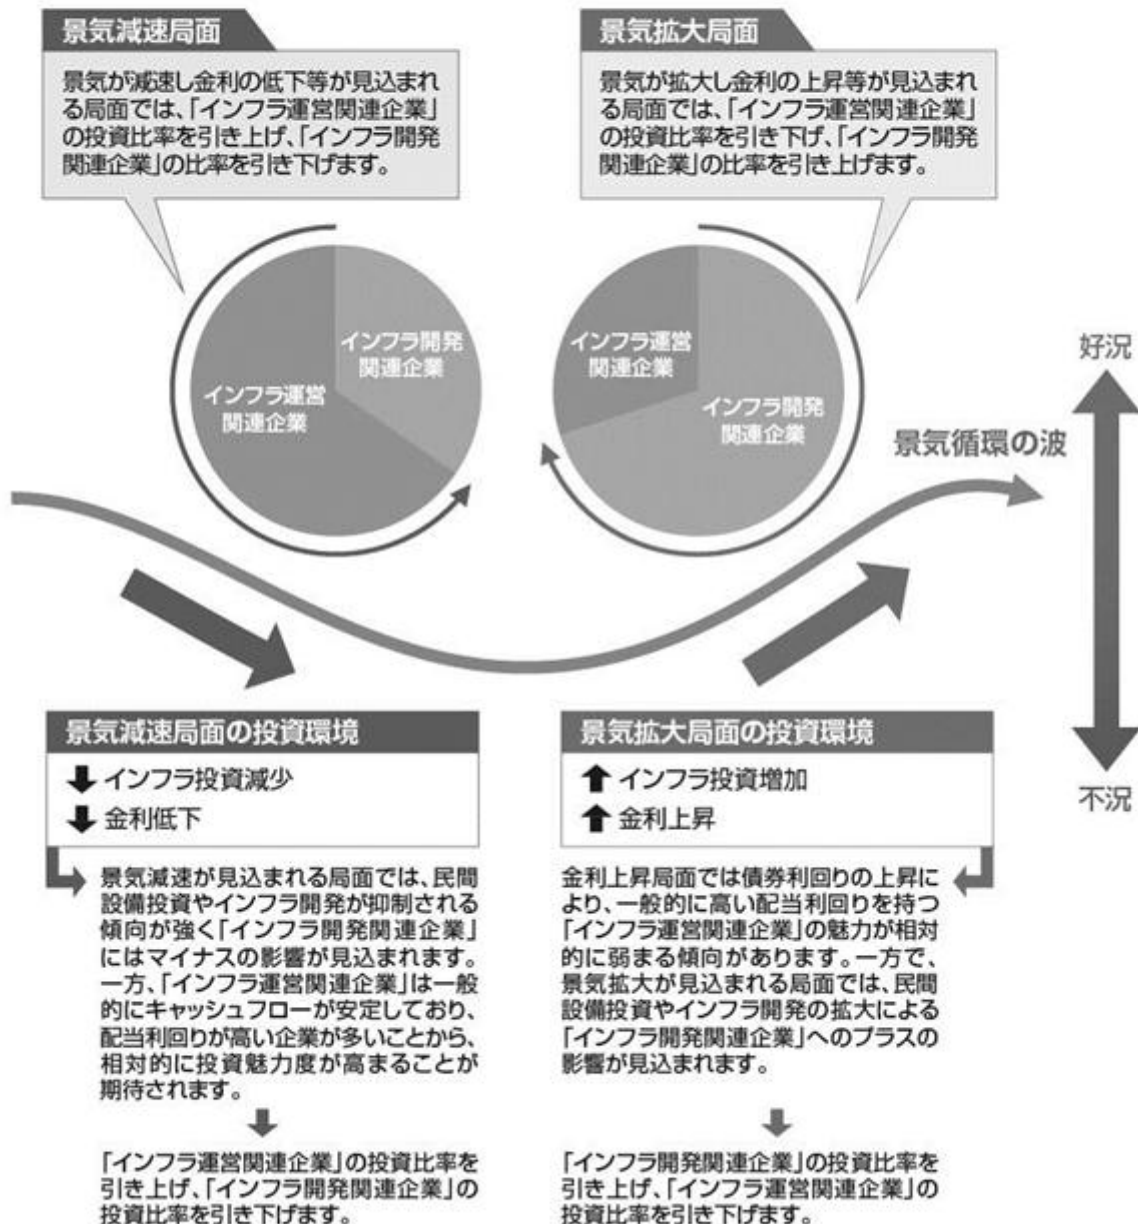 景気減速局面
景気が減速し金利の低下等が見込まれ
る局面では、「インフラ運営関連企業」
の投資比率を引き上げ、「インフラ開発
関連企業」の比率を引き下げます。
景気拡大局面
景気が拡大し金利の上昇等が見込まれ
る局面では、「インフラ運営関連企業」
の投資比率を引き下げ、「インフラ開発
関連企業」の比率を引き上げます。
インフラ開発
関連企業
インフラ運営
関連企業
インフラ運営
関連企業
インフラ開発
関連企業
好況
景気循環の波
不況
景気減速局面の投資環境
インフラ投資減少
金利低下
景気減速が見込まれる局面では、民間
設備投資やインフラ開発が抑制される
傾向が強く「インフラ開発関連企業」
にはマイナスの影響が見込まれます。
一方、「インフラ運営関連企業」は一般
的にキャッシュフローが安定しており、
配当利回りが高い企業が多いことから、
相対的に投資魅力度が高まることが
期待されます。
「インフラ運営関連企業」の投資比率を
引き上げ、「インフラ開発関連企業」の
投資比率を引き下げます。
景気拡大局面の投資環境
インフラ投資増加
金利上昇
金利上昇局面では債券利回りの上昇に
より、一般的に高い配当利回りを持つ
「インフラ運営関連企業」の魅力が相対
的に弱まる傾向があります。一方で、
景気拡大が見込まれる局面では、民間
設備投資やインフラ開発の拡大による
「インフラ開発関連企業」へのプラスの
影響が見込まれます。
「インフラ開発関連企業」の投資比率を
引き上げ、「インフラ運営関連企業」の
投資比率を引き下げます。